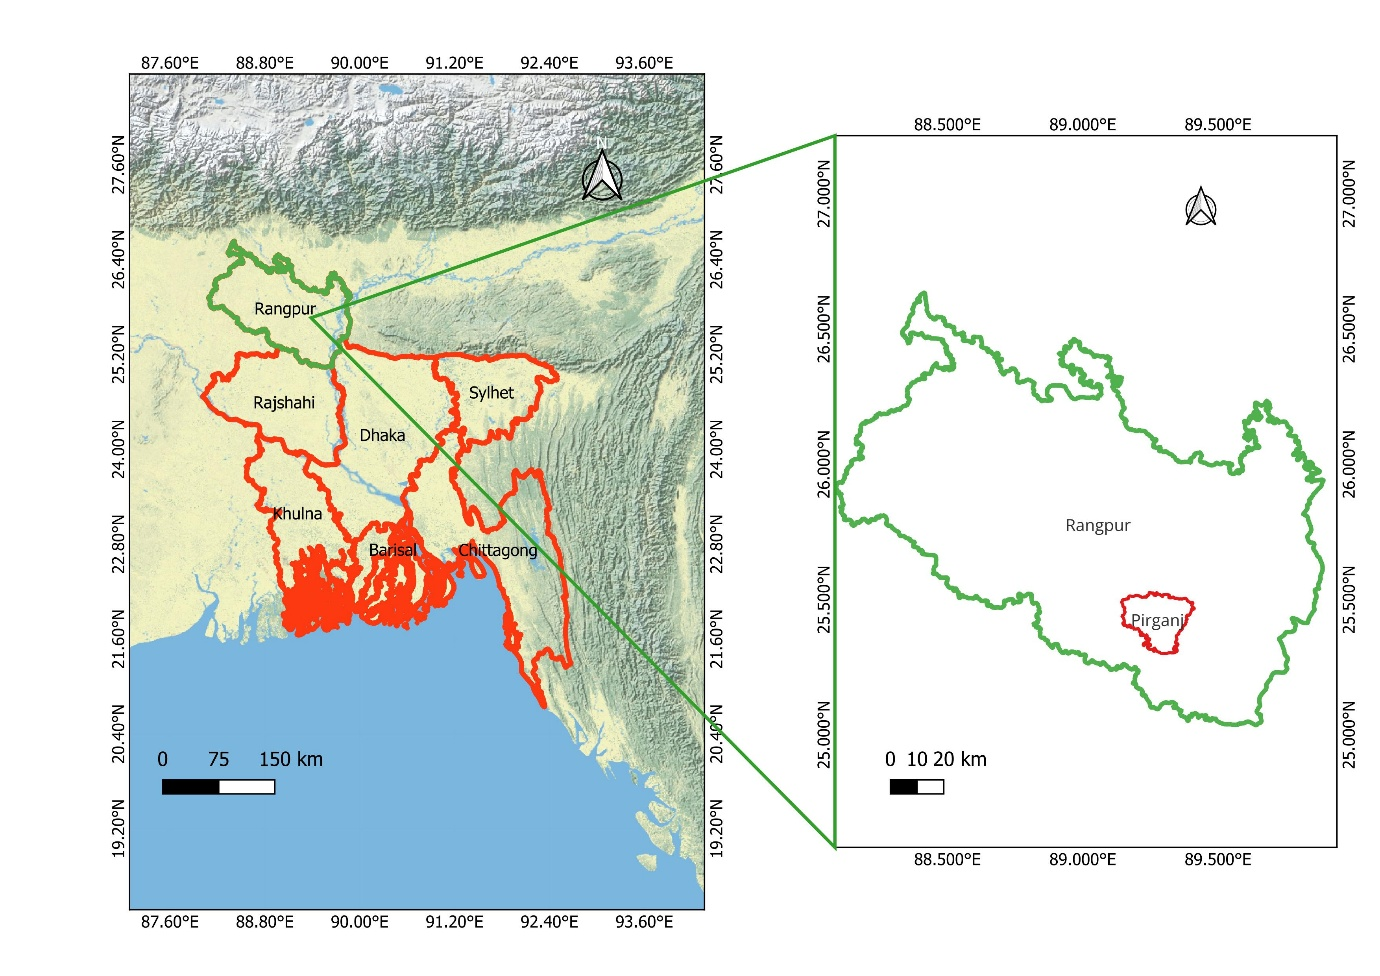 87.60°E 88.80°E 90.00°E 91.20°E 92.40°E 93.60°E
27.60°N
26.40°N
25.20°N
24.00°N
22.80°N
21.60°N
20.40°N
19.20°N
N
Rangpur
Rajshahi
Sylhet
Dhaka
Khulna
Barisal
Chittagong
0 75 150 km
27.60°N
26.40°N
25.20°N
24.00°N
22.80°N
21.60°N
20.40°N
19.20°N
87.60°E 88.80°E 90.00°E 91.20°E 92.40°E 93.60°E
88.500°E 89.000°E 89.500°E
27.000°N
26.500°N
26.000°N
25.500°N
25.000°N
Rangpur
Pirganj
0 10 20 km
27.000°N
26.500°N
26.000°N
25.500°N
25.000°N
88.500°E 89.000°E 89.500°E